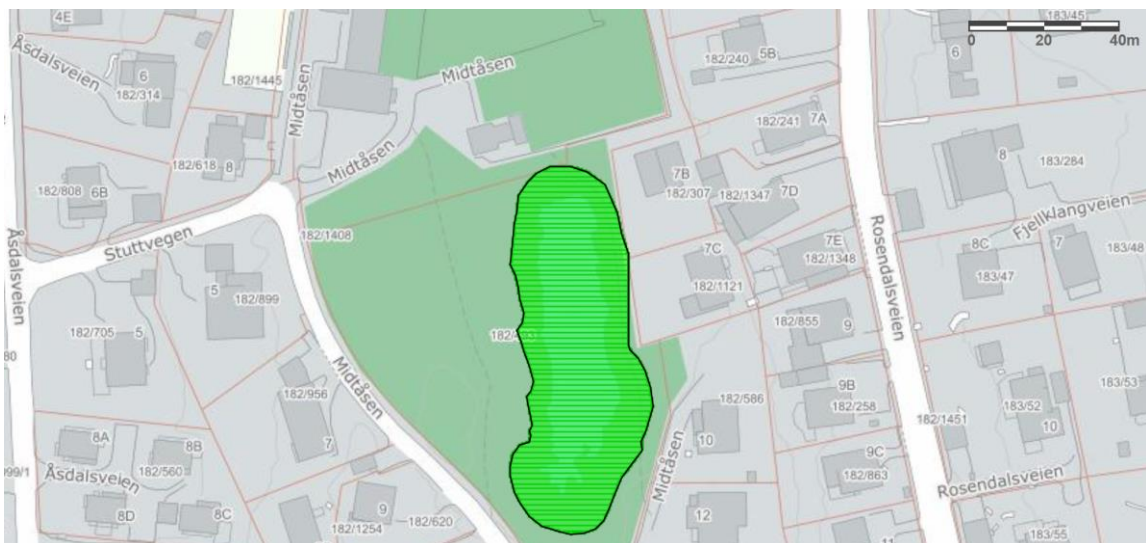 4E
182/240
5B
6
183/45
0 20 40m
Åsdalsveien
6
182/314
182/1445
Midtåsen
Midtåsen
182/241
7A
182/618
8
Midtåsen
7B
182/307
182/1347
7D
8
183/284
182/808
6B
Stuttvegen
182/1408
Rosendalsveien
Fjellklangveien
Åsdalsveien
7C
7E
182/1348
8C
7
183/48
5
182/899
182/1121
183/47
182/705
5
182/855
9
80
Midtåsen
182/956
9B
182/258
183/53
183/52
182/586
182/1451
10
8A
8B
7
10
Åsdalsveien
182/560
Midtåsen
9C
182/863
Rosendalsveien
8D
8C
9
182/620
182/1254
12
11
183/55